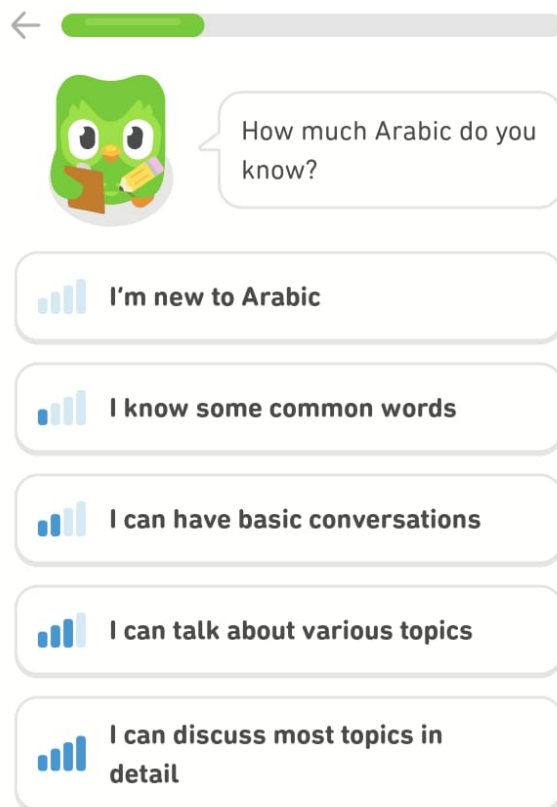 How much Arabic do you
know?
I'm new to Arabic
I know some common words
I can have basic conversations
I can talk about various topics
I can discuss most topics in
detail